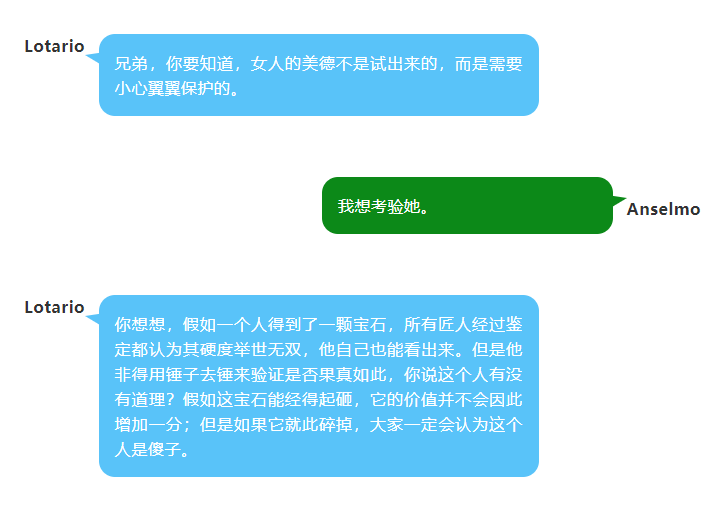 Lotario
兄弟，你要知道，女人的美德不是试出来的，而是需要
小心翼翼保护的。
我想考验她。
Anselmo
Lotario
你想想，假如一个人得到了一颗宝石，所有匠人经过鉴
定都认为其硬度举世无双，他自己也能看出来。但是他
非得用锤子去锤来验证是否果真如此，你说这个人有没
有道理？假如这宝石能经得起砸，它的价值并不会因此
增加一分；但是如果它就此碎掉，大家一定会认为这个
人是傻子。